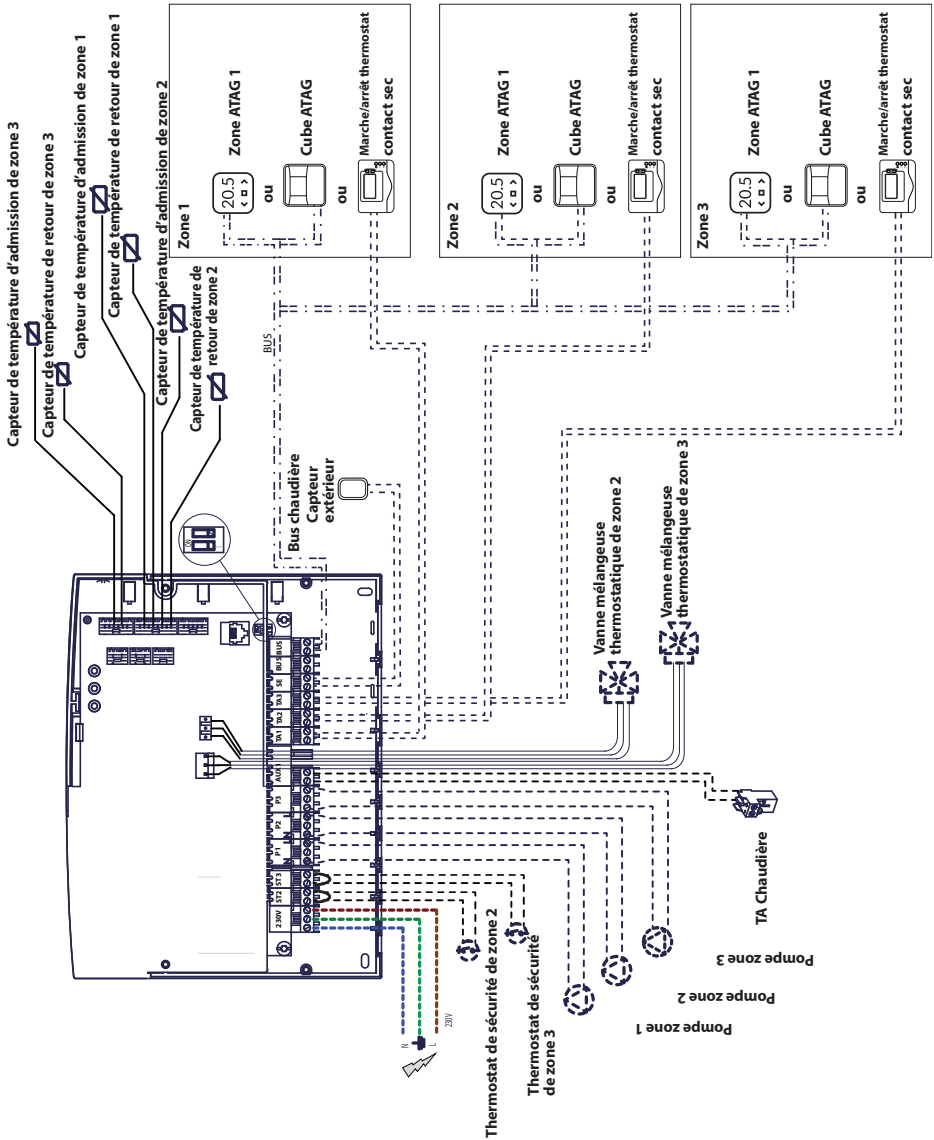 Capteur de température d'admission de zone 3
Capteur de température de retour de zone 3
Capteur de température d'admission de zone 1
Capteur de température de retour de zone 1
Capteur de température d'admission de zone 2
Capteur de température de
retour de zone 2
ON
Zone 1
20.5
Zone ATAG 1
ou
Cube ATAG
ou
Marche/arrêt thermostat
contact sec
Zone 2
20.5
Zone ATAG 1
ou
Cube ATAG
ou
Marche/arrêt thermostat
contact sec
Zone 3
20.5
Zone ATAG 1
ou
Cube ATAG
ou
Marche/arrêt thermostat
contact sec
BUS
Bus chaudière
Capteur
extérieur
230V
ST2
ST3
P1
P2
P3
AUX1
TA1
TA2
TA3
SE
BUS
BUS
Vanne mélangeuse
thermostatique de zone 2
Vanne mélangeuse
thermostatique de zone 3
N
L
230V
Thermostat de sécurité de zone 2
Thermostat de sécurité
de zone 3
Pompe zone 1
Pompe zone 2
Pompe zone 3
TA Chaudière